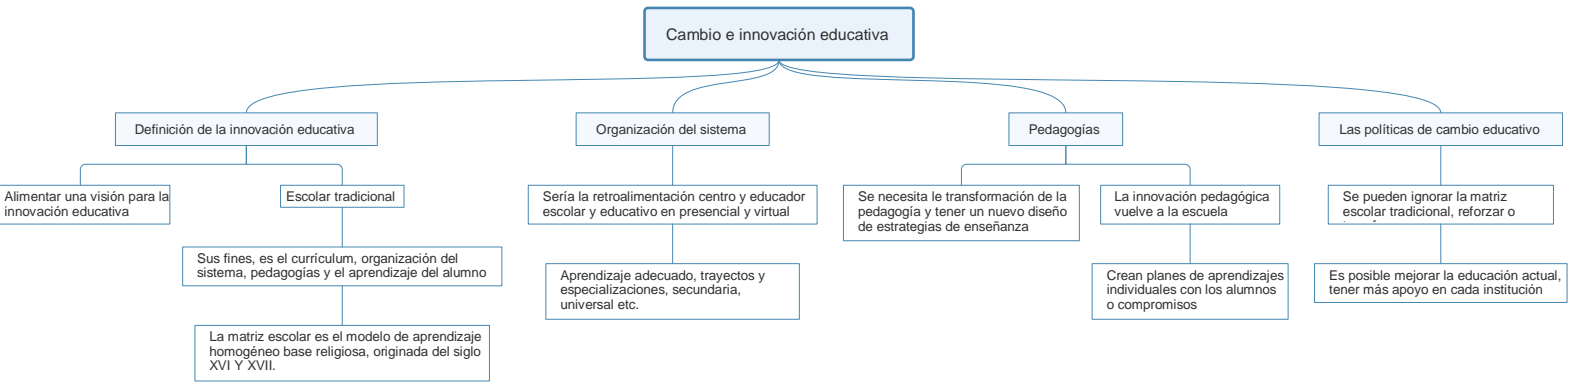 Cambio e innovación educativa
Definición de la innovación educativa
Organización del sistema
Pedagogías
Las políticas de cambio educativo
Alimentar una visión para la
innovación educativa
Escolar tradicional
Sería la retroalimentación centro y educador
escolar y educativo en presencial y virtual
Se necesita le transformación de la
pedagogía y tener un nuevo diseño
de estrategias de enseñanza
La innovación pedagógica
vuelve a la escuela
Se pueden ignorar la matriz
escolar tradicional, reforzar o
Sus fines, es el currículum, organización del
sistema, pedagogías y el aprendizaje del alumno
Aprendizaje adecuado, trayectos y
especializaciones, secundaria,
universal etc.
Crean planes de aprendizajes
individuales con los alumnos
o compromisos
Es posible mejorar la educación actual,
tener más apoyo en cada institución
La matriz escolar es el modelo de aprendizaje
homogéneo base religiosa, originada del siglo
XVI Y XVII.